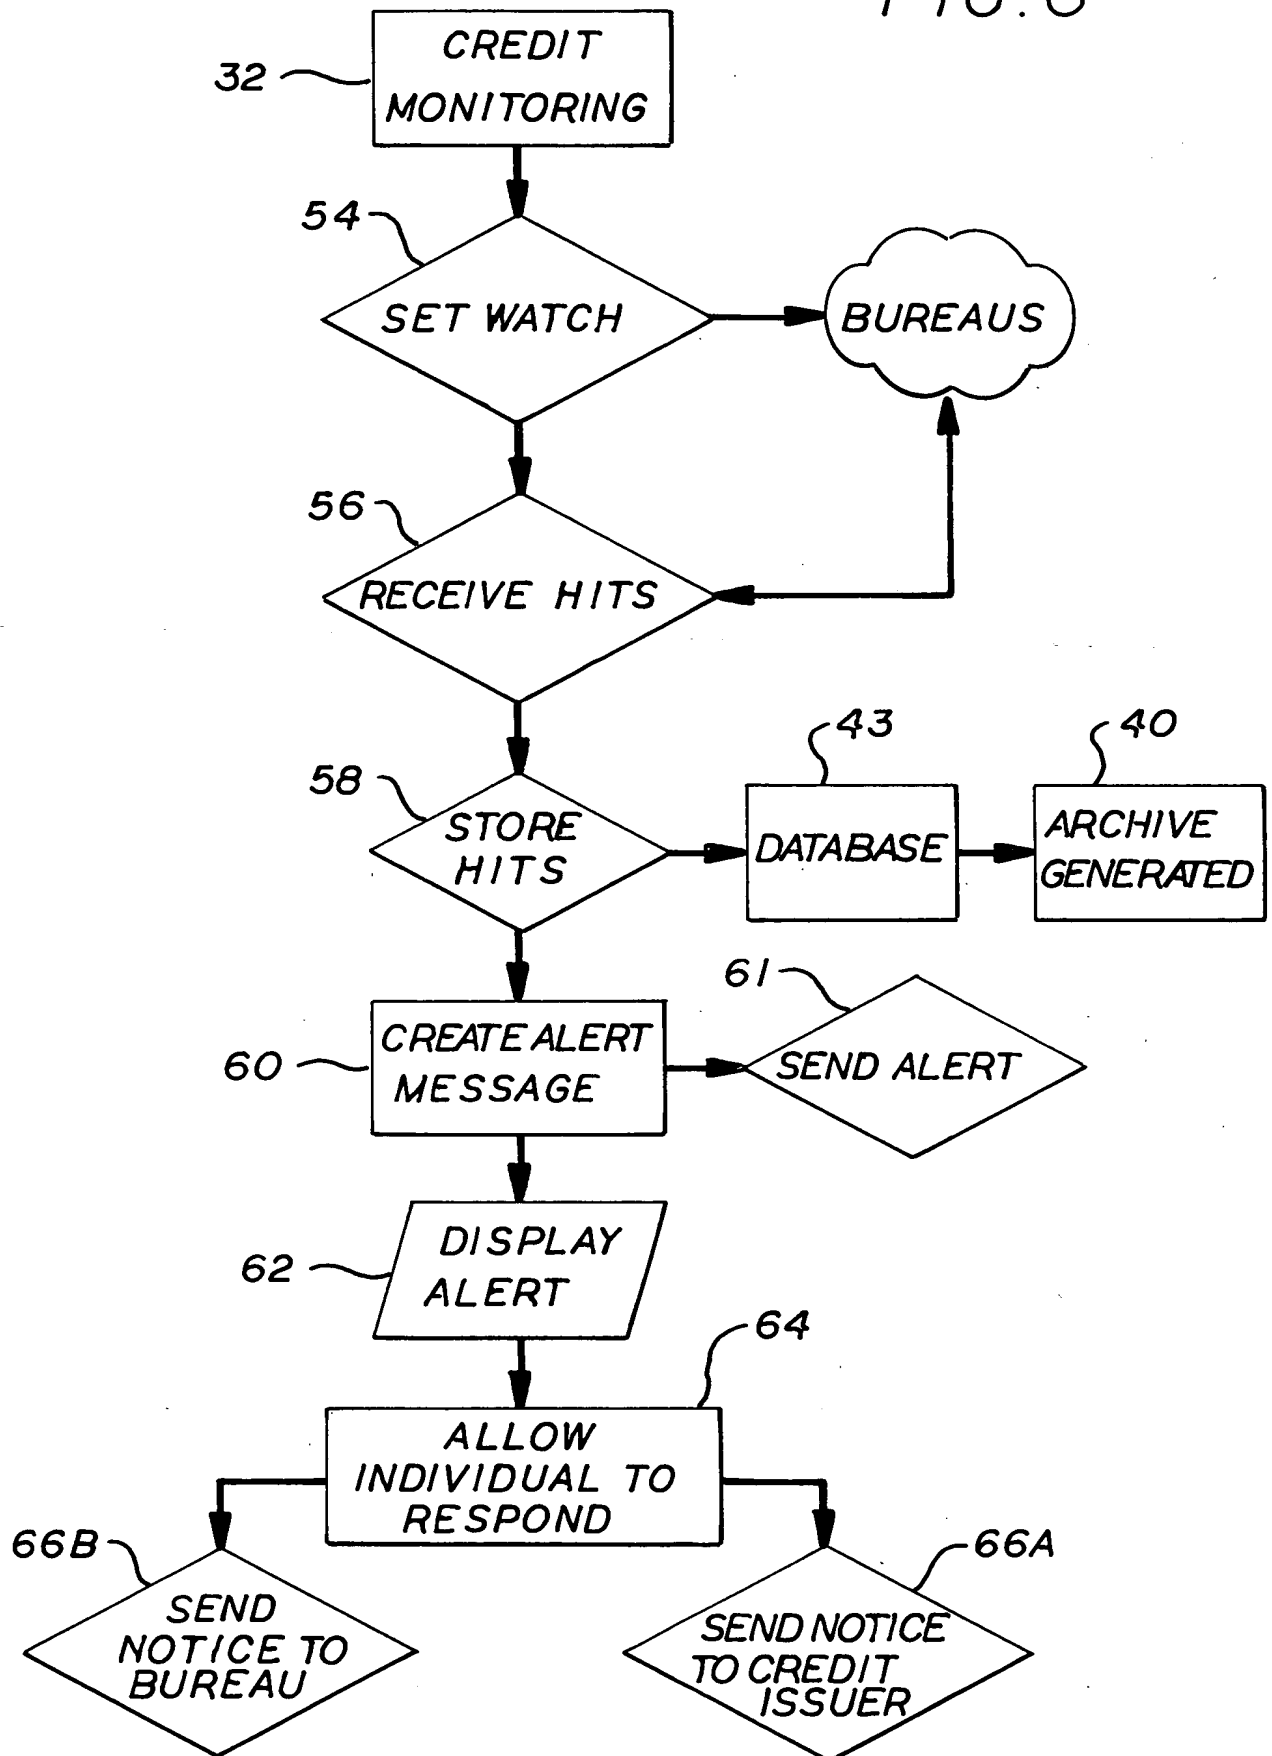 CREDIT
MONITORING
32
54
SET WATCH
BUREAUS
56
RECEIVE HITS
58
STORE
HITS
43
DATABASE
40
ARCHIVE
GENERATED
60
CREATE ALERT
MESSAGE
61
SEND ALERT
62
DISPLAY
ALERT
64
ALLOW
INDIVIDUAL TO
RESPOND
66B
SEND
NOTICE TO
BUREAU
66A
SEND NOTICE
TO CREDIT
ISSUER